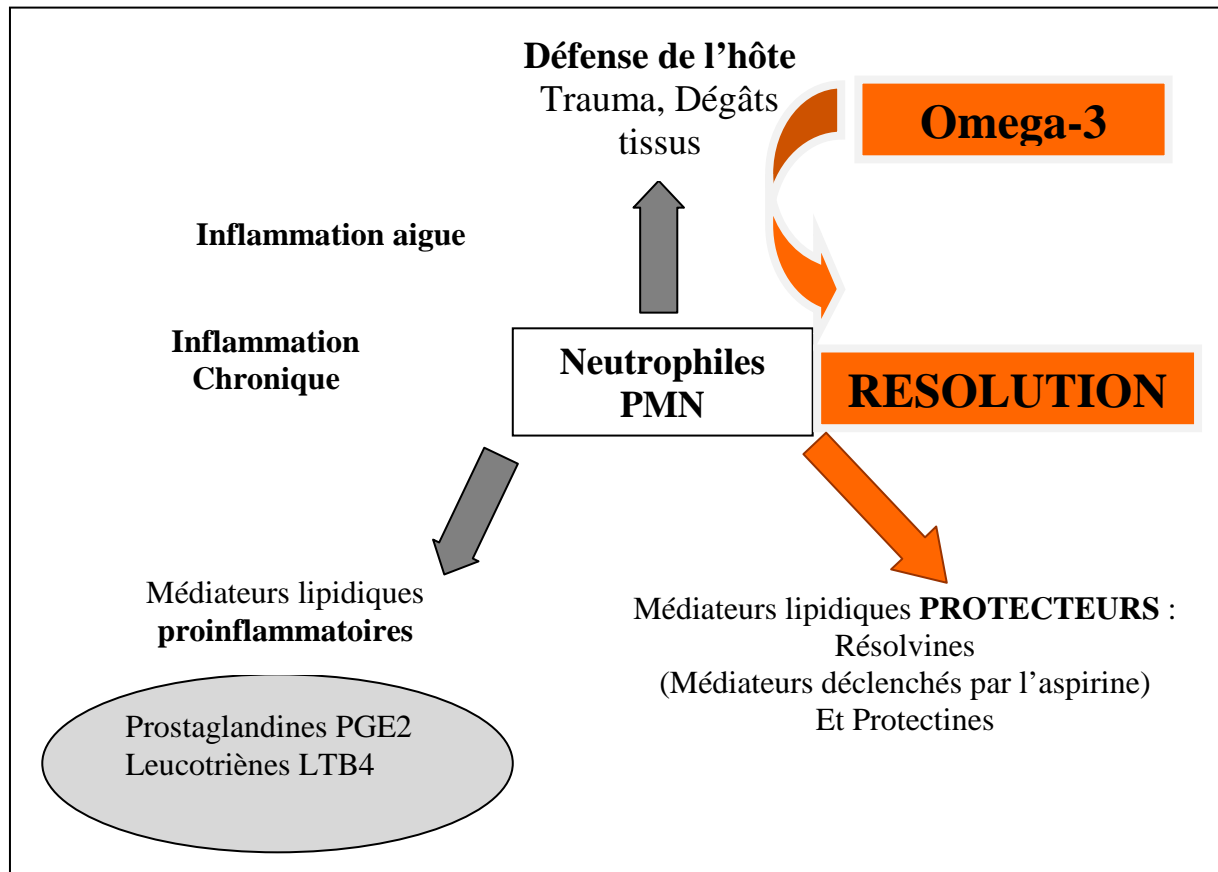 Défense de l’hôte
Trauma, Dégâts
tissus
Omega-3
Inflammation aigue
Inflammation
Chronique
Neutrophiles
PMN
RESOLUTION
Médiateurs lipidiques
proinflammatoires
Prostaglandines PGE2
Leucotriènes LTB4
Médiateurs lipidiques PROTECTEURS :
Résolvines
(Médiateurs déclenchés par l’aspirine)
Et Protectines